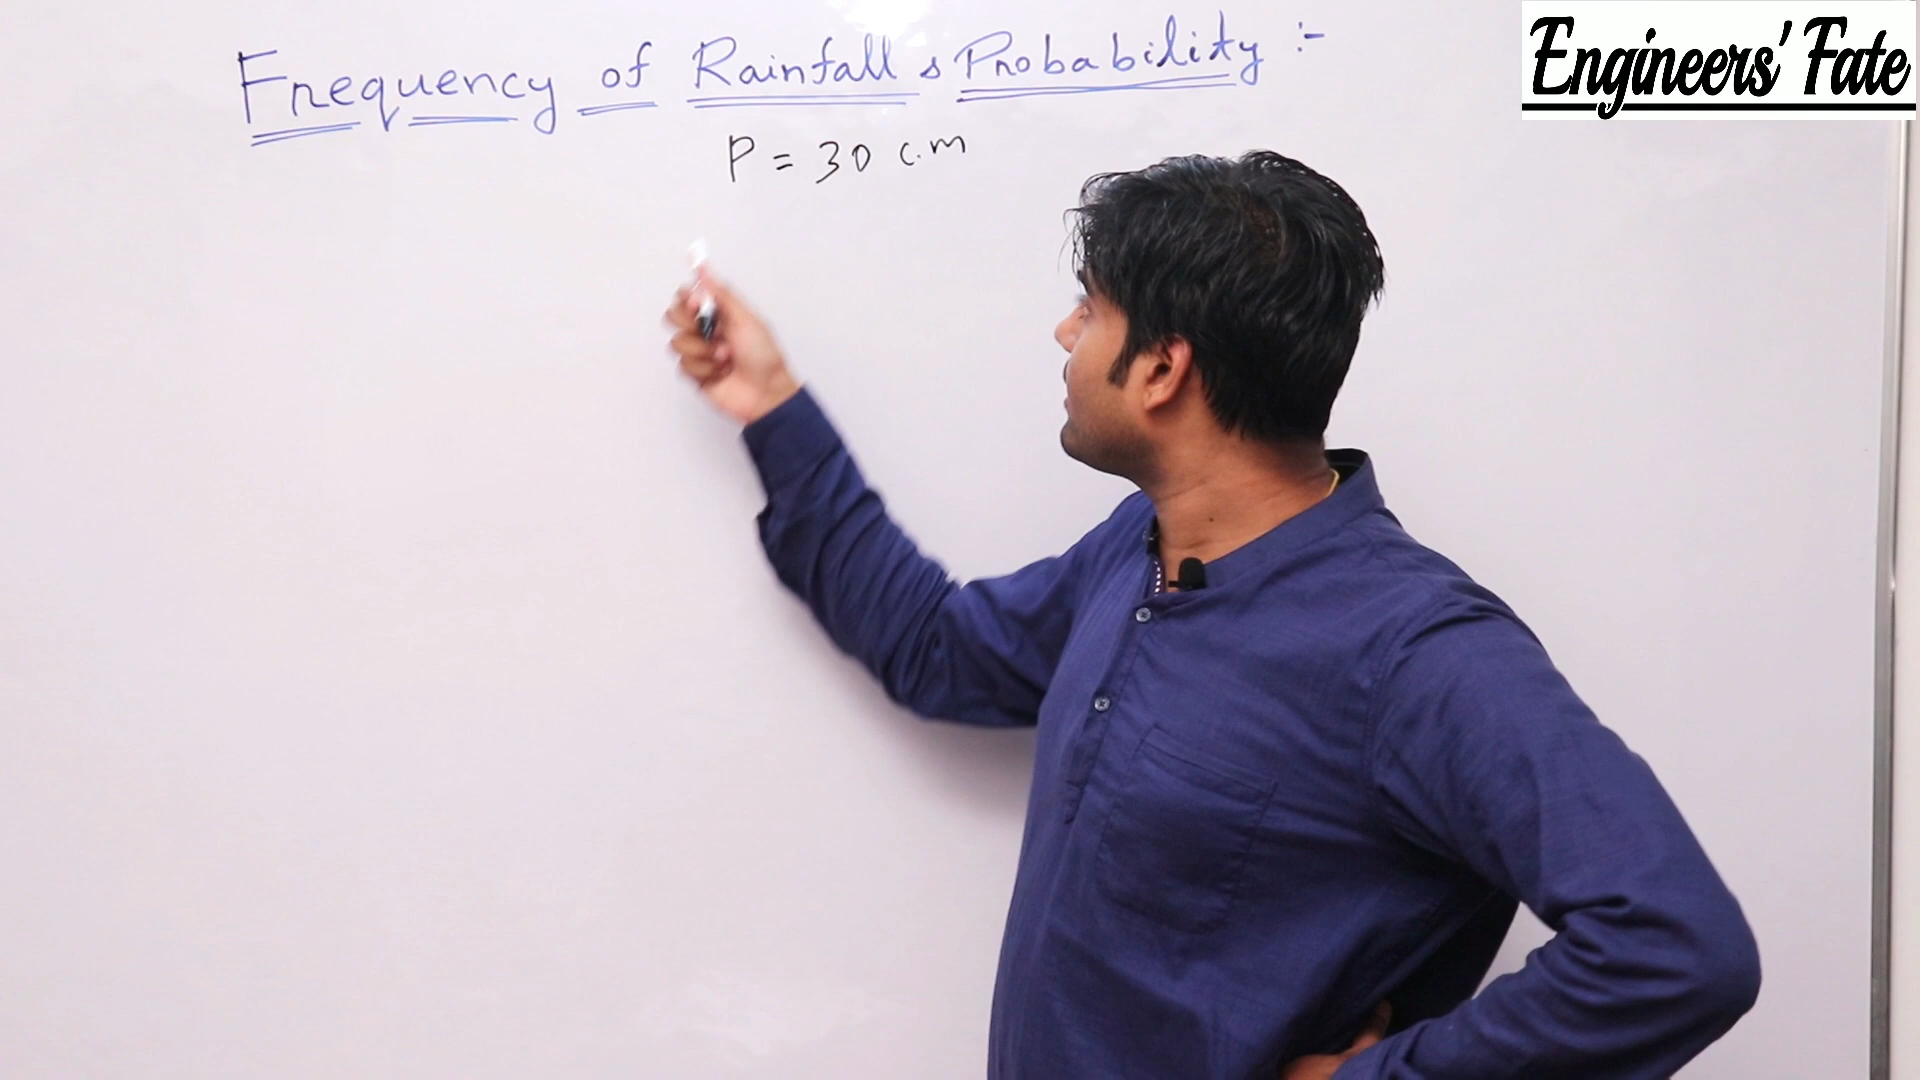 Frequency of Rainfall & Probability :-
Engineers' Fate
P = 30 c.m